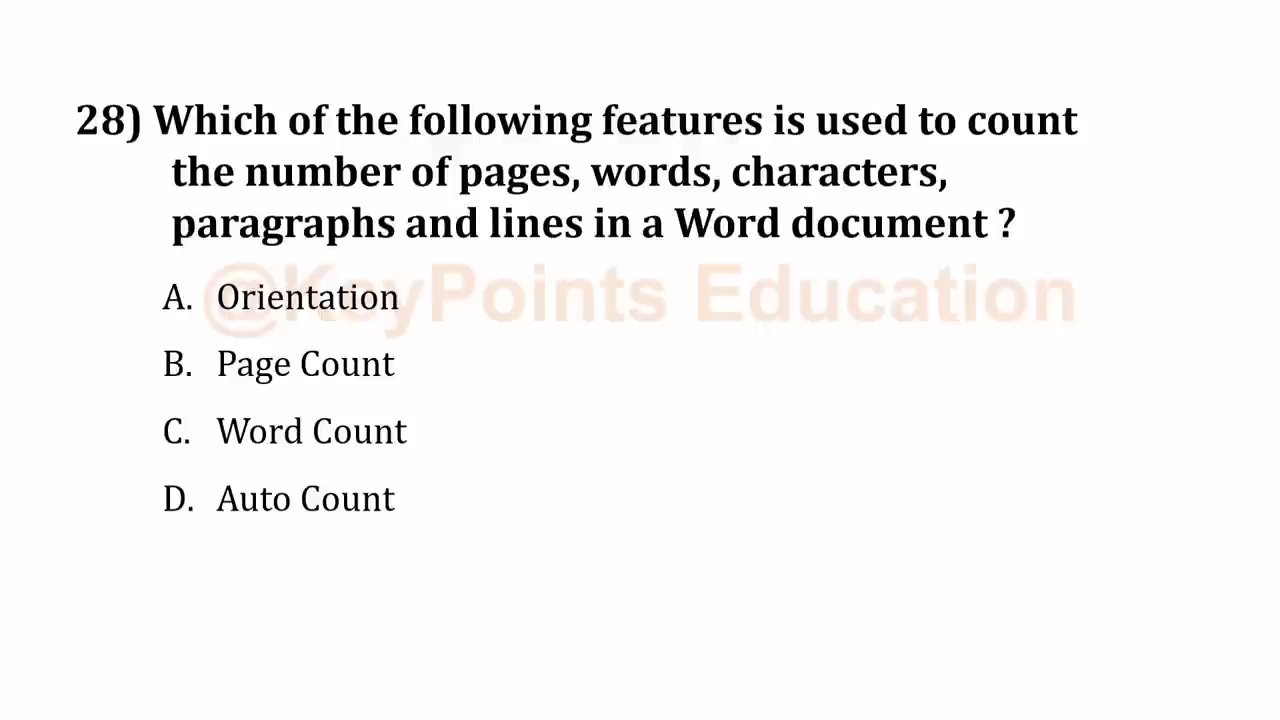 28) Which of the following features is used to count
the number of pages, words, characters,
paragraphs and lines in a Word document ?
@KeyPoints Education
A. Orientation
B. Page Count
C. Word Count
D. Auto Count